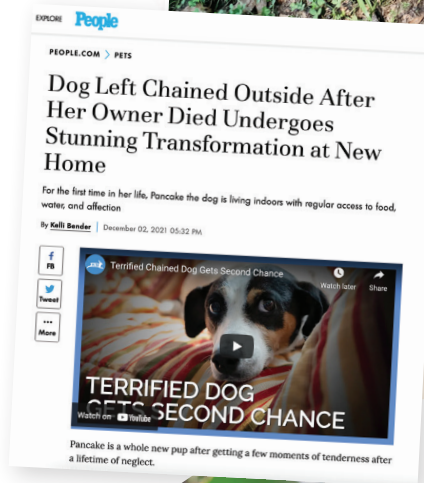 EXPLORE People
PEOPLE.COM > PETS
Dog Left Chained Outside After
Her Owner Died Undergoes
Stunning Transformation at New
Home
For the first time in her life, Pancake the dog is living indoors with regular access to food,
water, and affection
By Kelli Bender | December 02, 2021 05:32 PM
f
FB
Tweet
•••
More
peta Terrified Chained Dog Gets Second Chance
Watch later
Share
TERRIFIED DOG
GETS SECOND CHANCE
Watch on YouTube
Pancake is a whole new pup after getting a few moments of tenderness after
a lifetime of neglect.